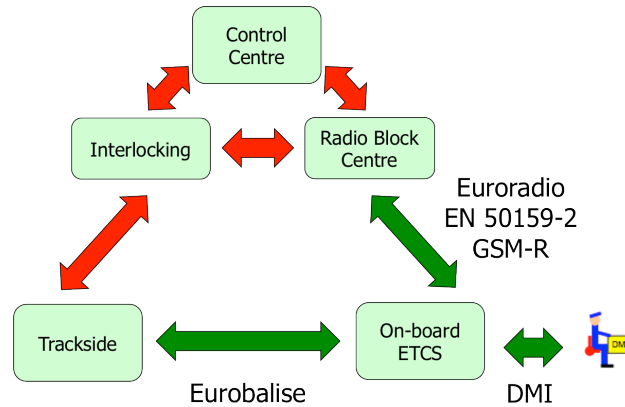 Control
Centre
Interlocking
Radio Block
Centre
Euroradio
EN 50159-2
GSM-R
Trackside
On-board
ETCS
Eurobalise
DMI